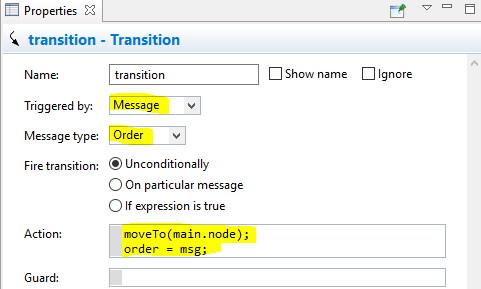 Properties
transition - Transition
Name: transition Show name Ignore
Triggered by: Message
Message type: Order
Fire transition: Unconditionally
On particular message
If expression is true
Action: moveTo(main.node);
order = msg;
Guard: